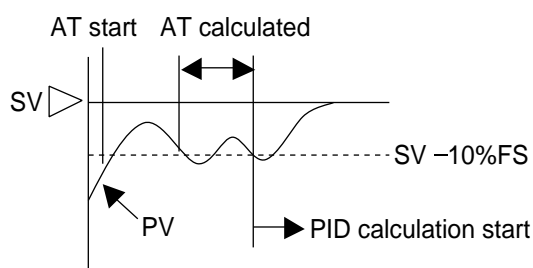 AT start
AT calculated
SV
SV –10%FS
PV
PID calculation start